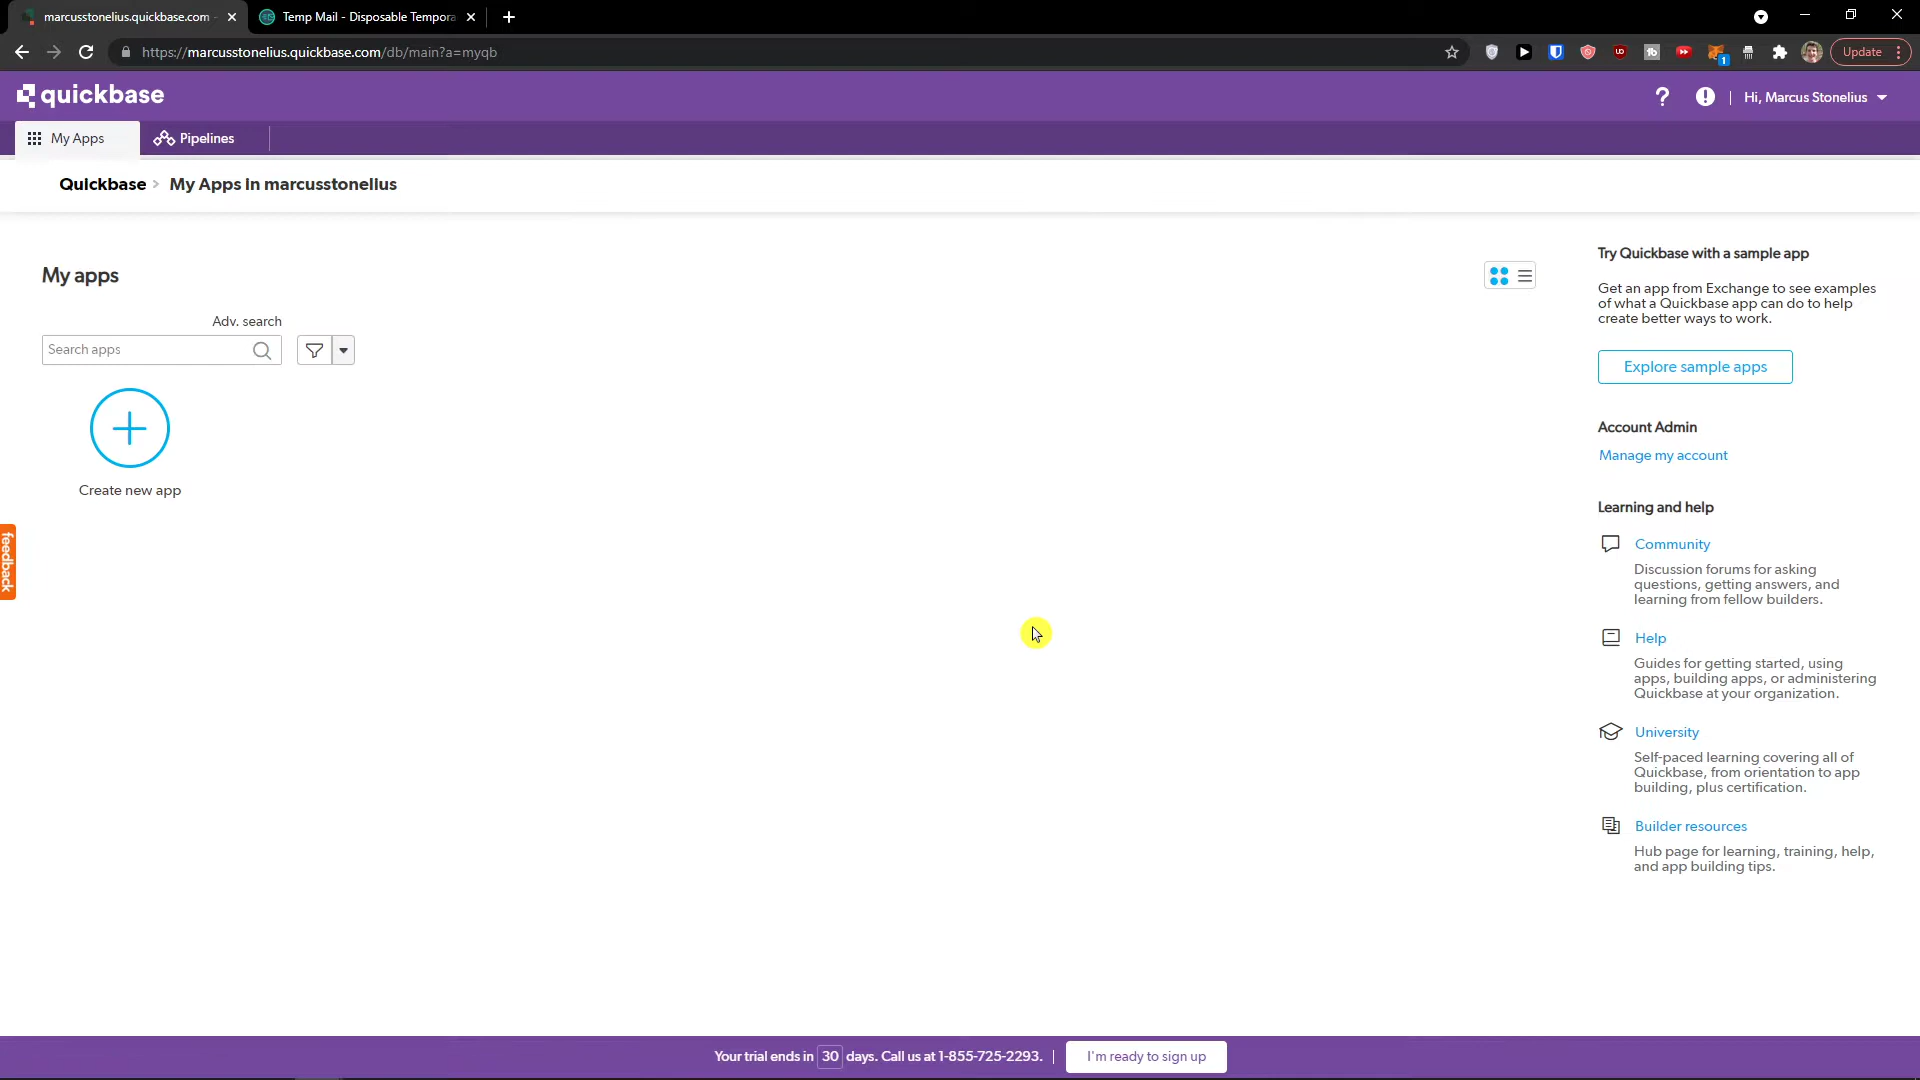 marcusstonelius.quickbase.com -
Temp Mail - Disposable Tempora
https://marcusstonelius.quickbase.com/db/main?a=myqb
UO
1
Update
quickbase
Hi, Marcus Stonelius
My Apps
Pipelines
Quickbase > My Apps in marcusstonelius
My apps
Adv. search
Search apps
Create new app
feedback
Try Quickbase with a sample app
Get an app from Exchange to see examples
of what a Quickbase app can do to help
create better ways to work.
Explore sample apps
Account Admin
Manage my account
Learning and help
Community
Discussion forums for asking
questions, getting answers, and
learning from fellow builders.
Help
Guides for getting started, using
apps, building apps, or administering
Quickbase at your organization.
University
Self-paced learning covering all of
Quickbase, from orientation to app
building, plus certification.
Builder resources
Hub page for learning, training, help,
and app building tips.
Your trial ends in 30 days. Call us at 1-855-725-2293. | I'm ready to sign up